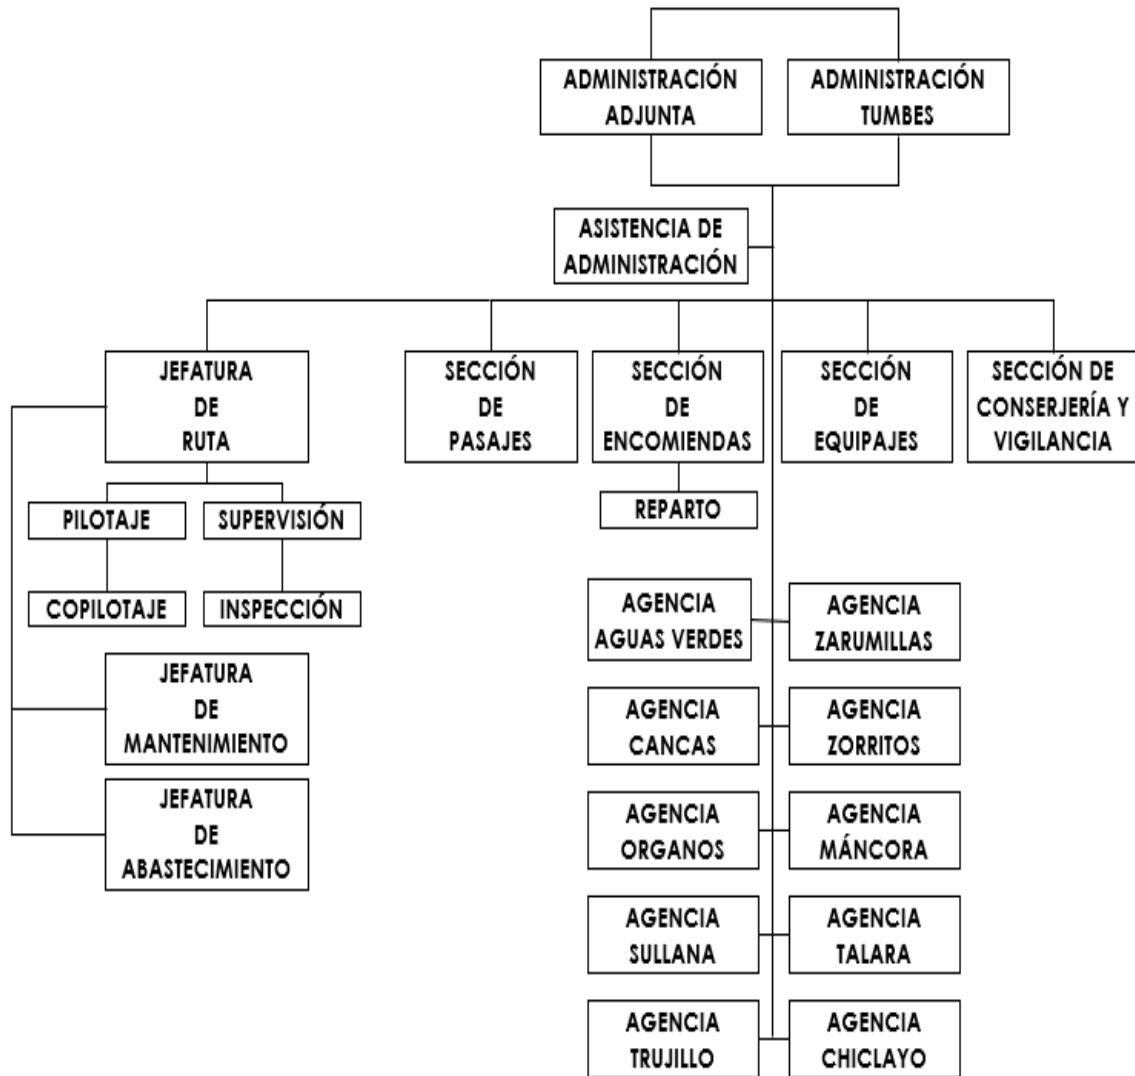 ADMINISTRACIÓN
ADJUNTA
ADMINISTRACIÓN
TUMBES
ASISTENCIA DE
ADMINISTRACIÓN
JEFATURA
DE
RUTA
SECCIÓN
DE
PASAJES
SECCIÓN
DE
ENCOMIENDAS
SECCIÓN
DE
EQUIPAJES
SECCIÓN DE
CONSERJERÍA Y
VIGILANCIA
PILOTAJE
SUPERVISIÓN
REPARTO
COPILOTAJE
INSPECCIÓN
JEFATURA
DE
MANTENIMIENTO
JEFATURA
DE
ABASTECIMIENTO
AGENCIA
AGUAS VERDES
AGENCIA
ZARUMILLAS
AGENCIA
CANCAS
AGENCIA
ZORRITOS
AGENCIA
ORGANOS
AGENCIA
MÁNCORA
AGENCIA
SULLANA
AGENCIA
TALARA
AGENCIA
TRUJILLO
AGENCIA
CHICLAYO